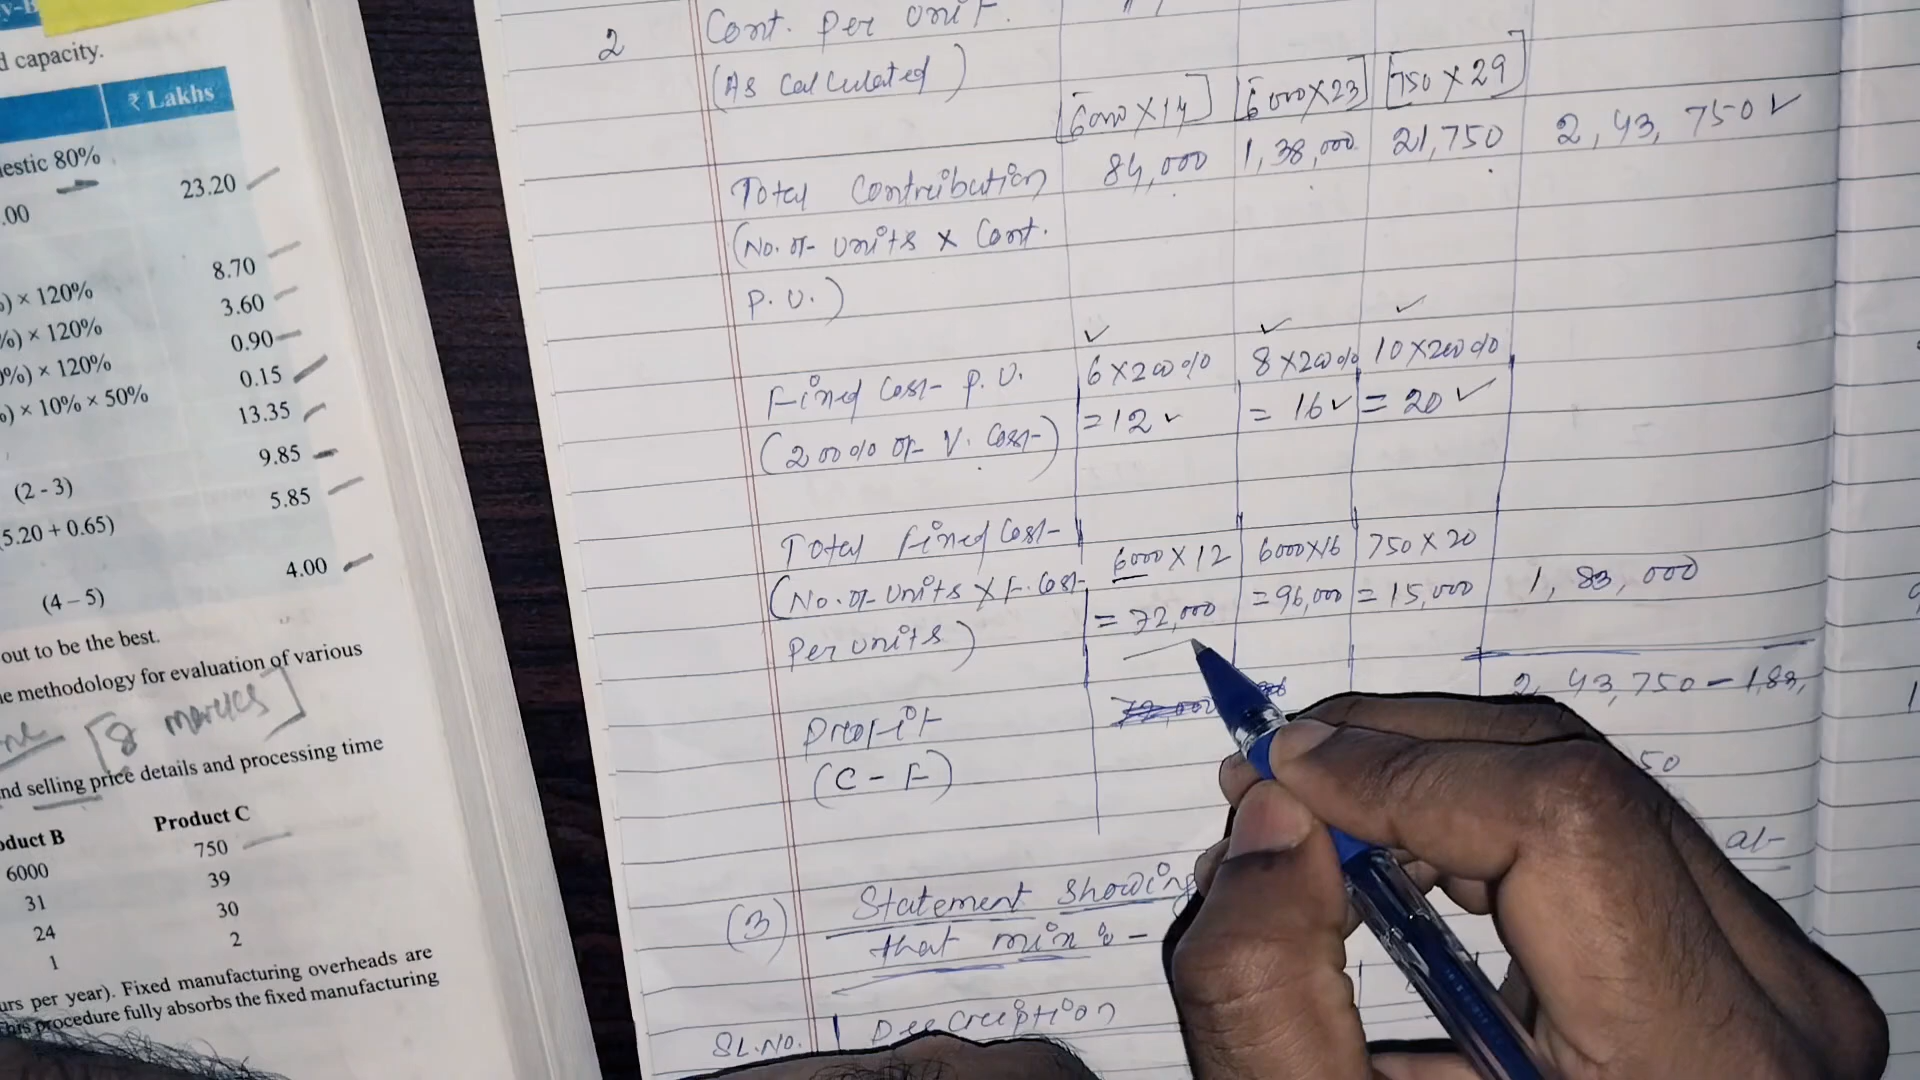 d capacity.
₹ Lakhs
estic 80%
.00
23.20
8.70
) × 120%
3.60
%) × 120%
0.90
0%) × 120%
0.15
%) × 10% × 50%
13.35
9.85
(2 - 3)
5.85
(5.20 + 0.65)
4.00
(4 – 5)
out to be the best.
e methodology for evaluation of various
[8 marks]
nd selling price details and processing time
duct B Product C
6000 750
31 39
24 30
1 2
urs per year). Fixed manufacturing overheads are
This procedure fully absorbs the fixed manufacturing
2 Cont. Per Unit.
(As Calculated)
[6000 X 14] [6000 X 23] [750 X 29]
Total Contribution 84,000 1,38,000 21,750 2,43,750 ✓
(No. of units x Cont.
P.U.)
Fixed Cost P.U. 6 X 200% 8 X 200% 10 X 200%
(200% of V. Cost) = 12 ✓ = 16 ✓ = 20 ✓
Total fixed Cost 6000 X 12 6000 X 16 750 X 20
(No. of Units X F. Cost = 72,000 = 96,000 = 15,000 1,83,000
Per units)
Profit 2,43,750 - 1,83,
(C - F) 50
(3) Statement Showing
that mix :-
SL.NO. Description